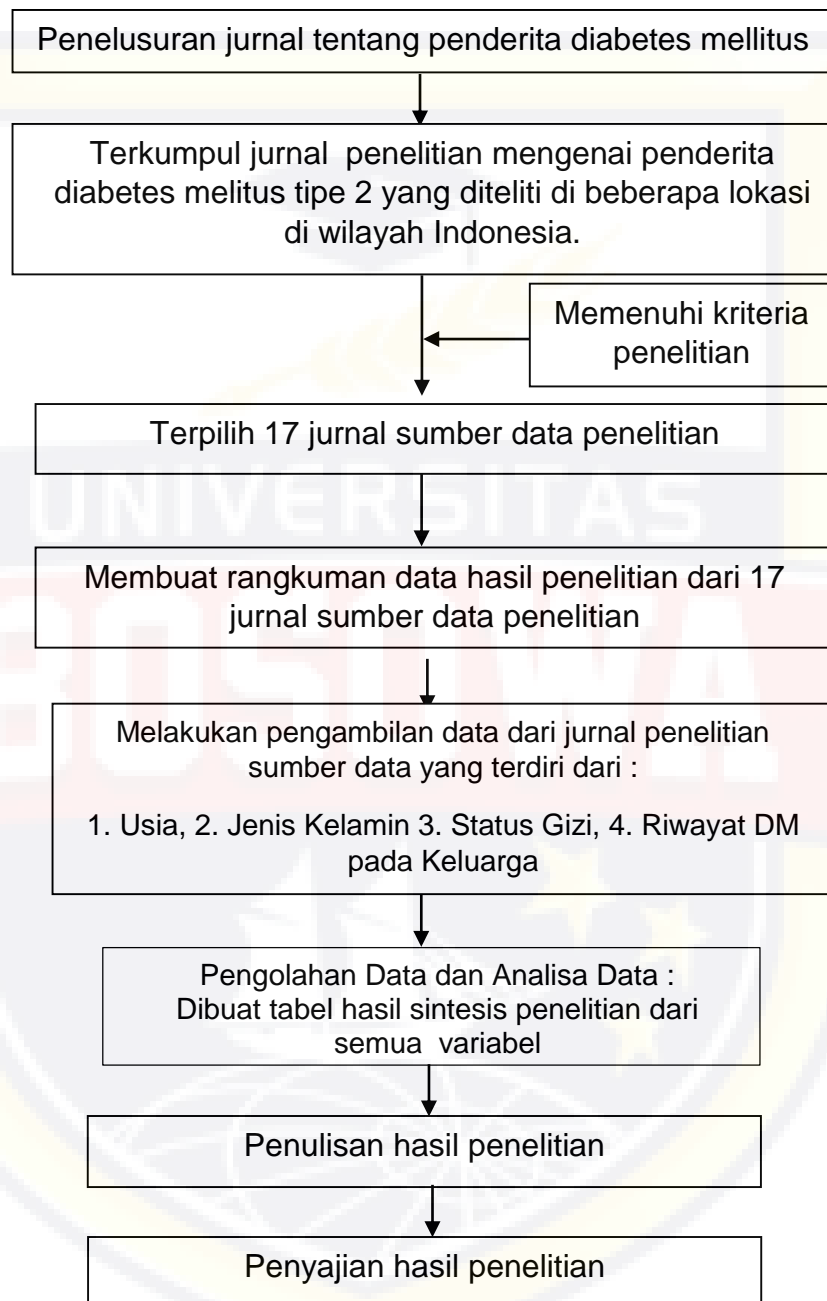 Penelusuran jurnal tentang penderita diabetes mellitus
Terkumpul jurnal penelitian mengenai penderita
diabetes melitus tipe 2 yang diteliti di beberapa lokasi
di wilayah Indonesia.
Memenuhi kriteria
penelitian
Terpilih 17 jurnal sumber data penelitian
UNIVERSITAS
Membuat rangkuman data hasil penelitian dari 17
jurnal sumber data penelitian
BOSOWA
Melakukan pengambilan data dari jurnal penelitian
sumber data yang terdiri dari :
1. Usia, 2. Jenis Kelamin 3. Status Gizi, 4. Riwayat DM
pada Keluarga
Pengolahan Data dan Analisa Data :
Dibuat tabel hasil sintesis penelitian dari
semua variabel
Penulisan hasil penelitian
Penyajian hasil penelitian